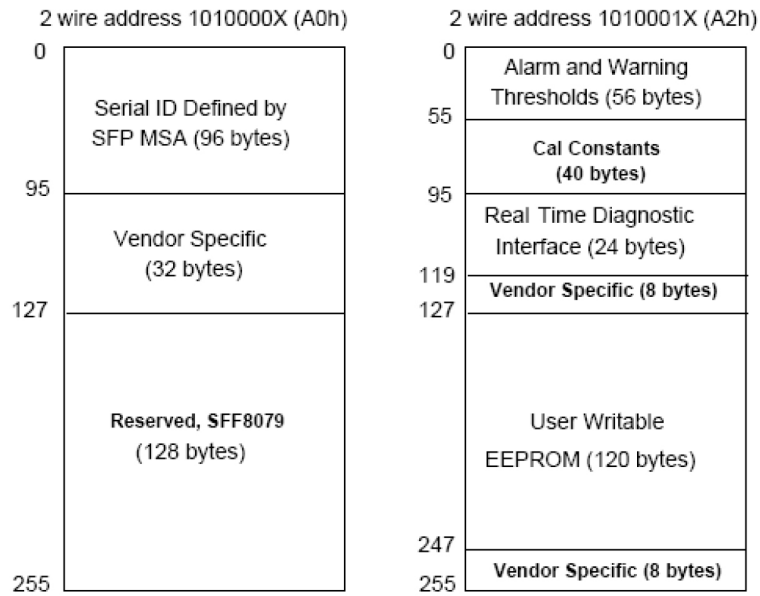 2 wire address 1010000X (A0h)
0
Serial ID Defined by
SFP MSA (96 bytes)
95
Vendor Specific
(32 bytes)
127
Reserved, SFF8079
(128 bytes)
255
2 wire address 1010001X (A2h)
0
Alarm and Warning
Thresholds (56 bytes)
55
Cal Constants
(40 bytes)
95
Real Time Diagnostic
Interface (24 bytes)
119
Vendor Specific (8 bytes)
127
User Writable
EEPROM (120 bytes)
247
Vendor Specific (8 bytes)
255